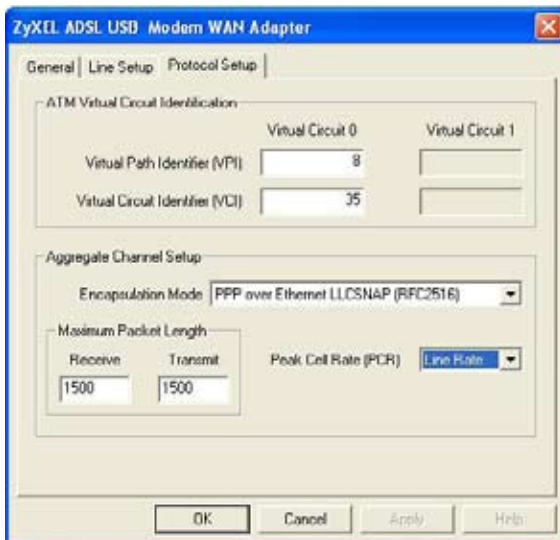 ZyXEL ADSL USB Modem WAN Adapter
General Line Setup Protocol Setup
ATM Virtual Circuit Identification
Virtual Circuit 0 Virtual Circuit 1
Virtual Path Identifier (VPI) 8
Virtual Circuit Identifier (VCI) 35
Aggregate Channel Setup
Encapsulation Mode PPP over Ethernet LLCSNAP (RFC2516)
Maximum Packet Length
Receive Transmit Peak Cell Rate (PCR) Line Rate
1500 1500
OK Cancel Apply Help